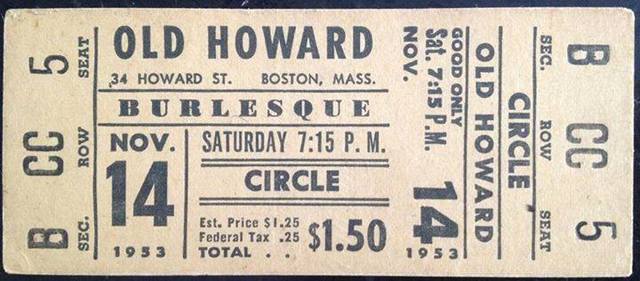 SEAT 5
ROW CC
SEC. B
OLD HOWARD
34 HOWARD ST. BOSTON, MASS.
BURLESQUE
NOV.
14
1953
SATURDAY 7:15 P. M.
CIRCLE
Est. Price $1.25
Federal Tax .25
TOTAL . . $1.50
NOV.
Sat. 7:15 P.M.
GOOD ONLY
14
1953
OLD HOWARD
CIRCLE
SEC. B
ROW CC
SEAT 5